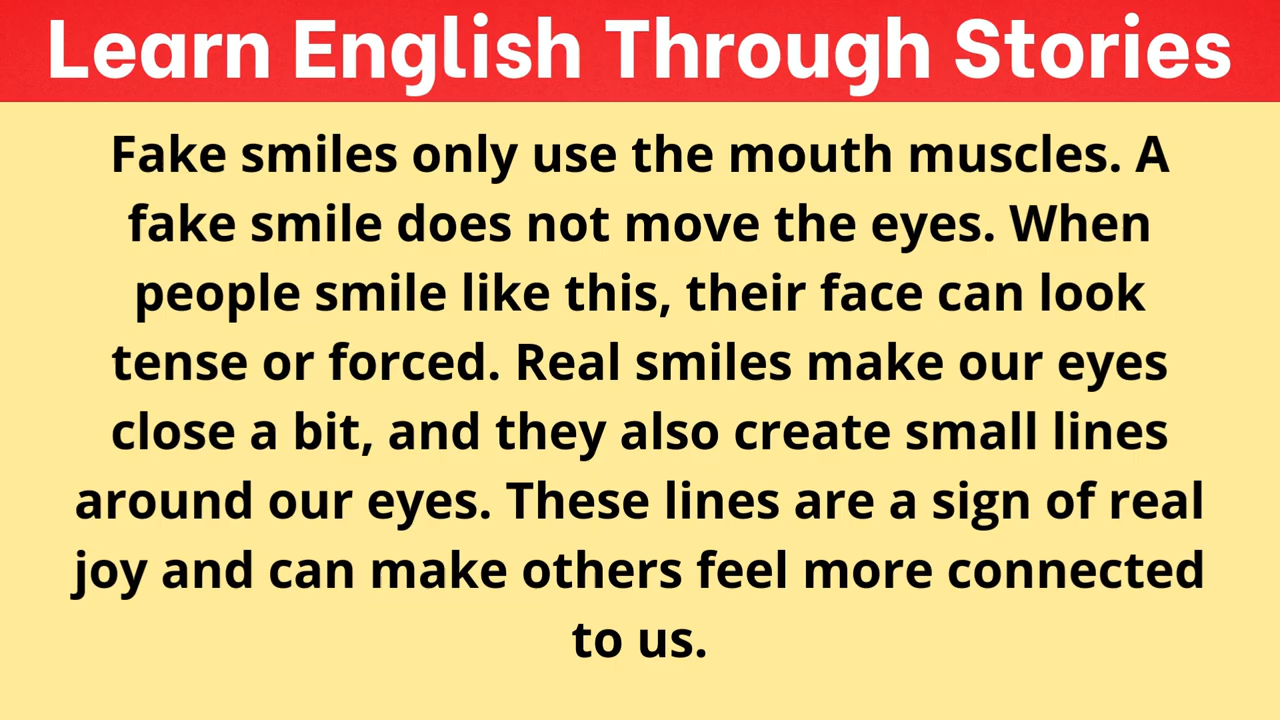 Learn English Through Stories
Fake smiles only use the mouth muscles. A
fake smile does not move the eyes. When
people smile like this, their face can look
tense or forced. Real smiles make our eyes
close a bit, and they also create small lines
around our eyes. These lines are a sign of real
joy and can make others feel more connected
to us.